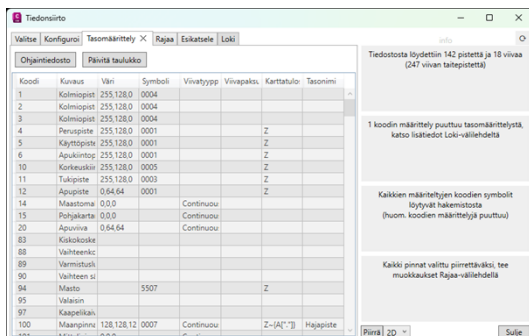 Tiedonsiirto
Valitse Konfiguroi Tasomäärittely Rajaa Esikatsele Loki
Ohjaintiedosto Päivitä taulukko
Koodi Kuvaus Väri Symboli Viivatyypp Viivapaksu Karttatulos Tasonimi
1 Kolmiopist 255,128,0 0004
2 Kolmiopist 255,128,0 0004
3 Kolmiopist 255,128,0 0004
4 Peruspiste 255,128,0 0001 Z
5 Käyttöpiste 255,128,0 0001 Z
6 Apukiintop 255,128,0 0001 Z
10 Korkeuskiin 255,128,0 0005 Z
11 Tukipiste 255,128,0 0003 Z
12 Apupiste 0,64,64 0001 Z
14 Maastomal 0,0,0 Continuou
15 Pohjakarta 0,0,0 Continuou
20 Apuviiva 0,64,64 Continuou
83 Kiskokoske
88 Vaihteenkc
89 Varmistuslu
90 Vaihteen sä
94 Masto 5507 Z
95 Valaisin
97 Kaapelikaiv
100 Maanpinna 128,128,12 0007 Continuou Z~(A["."]) Hajapiste
info
Tiedostosta löydettiin 142 pistettä ja 18 viivaa
(247 viivan taitepistettä)
1 koodin määrittely puuttuu tasomäärittelystä,
katso lisätiedot Loki-välilehdeltä
Kaikkien määriteltyjen koodien symbolit
löytyvät hakemistosta
(huom. koodien määrittelyjä puuttuu)
Kaikki pinnat valittu piirrettäväksi, tee
muokkaukset Rajaa-välilehdellä
Piirrä 2D Sulje